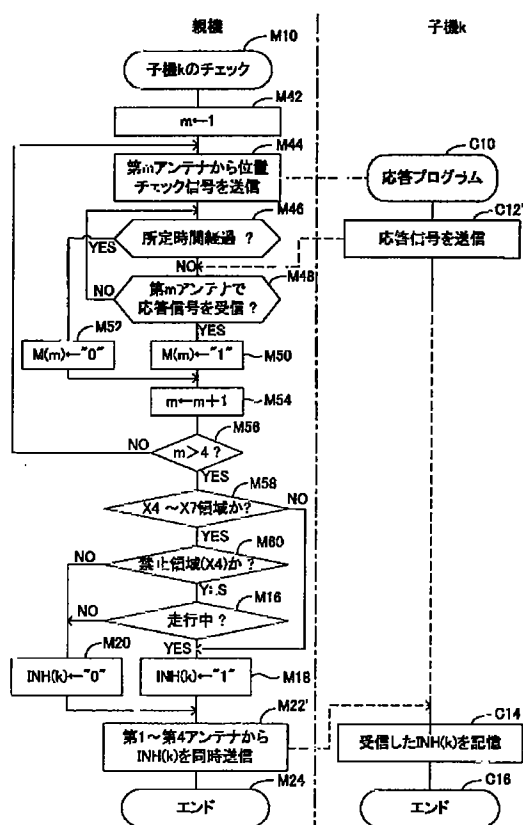 親機
子機k
M10
子機kのチェック
M42
m←1
M44
第mアンテナから位置
チェック信号を送信
C10
応答プログラム
M46
所定時間経過 ?
YES
NO
C12'
応答信号を送信
M48
第mアンテナで
応答信号を受信 ?
NO
YES
M52
M(m)←"0"
M(m)←"1"
M50
m←m+1
M54
M56
m>4 ?
NO
YES
M58
X4 ~X7領域か?
NO
YES
M60
禁止領域(X4)か ?
NO
YES
M16
走行中 ?
NO
YES
M20
INH(k)←"0"
INH(k)←"1"
M18
M22'
第1~第4アンテナから
INH(k)を同時送信
C14
受信したINH(k)を記憶
M24
エンド
C16
エンド